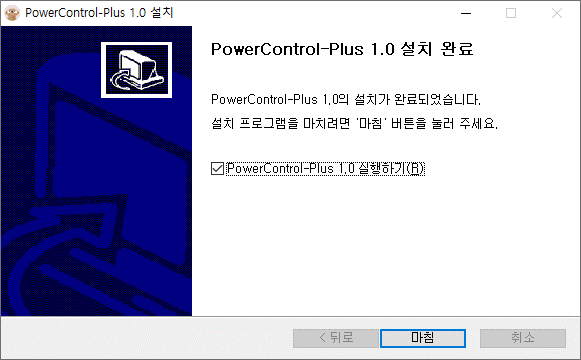 PowerControl-Plus 1.0 설치
PowerControl-Plus 1.0 설치 완료
PowerControl-Plus 1.0의 설치가 완료되었습니다.
설치 프로그램을 마치려면 '마침' 버튼을 눌러 주세요.
PowerControl-Plus 1.0 실행하기(R)
< 뒤로
마침
취소